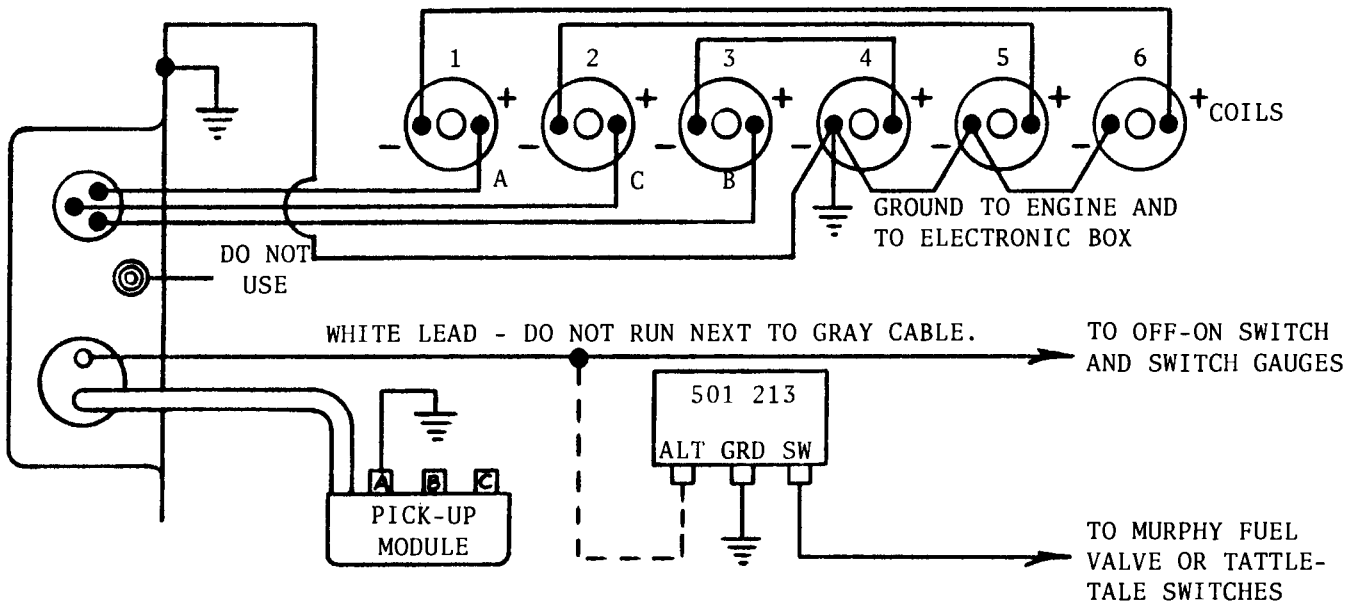 1 2 3 4 5 6
+ + + + + +
COILS
- - - - - -
A C B
GROUND TO ENGINE AND
TO ELECTRONIC BOX
DO NOT
USE
WHITE LEAD - DO NOT RUN NEXT TO GRAY CABLE.
TO OFF-ON SWITCH
AND SWITCH GAUGES
501 213
ALT GRD SW
A B C
PICK-UP
MODULE
TO MURPHY FUEL
VALVE OR TATTLE-
TALE SWITCHES